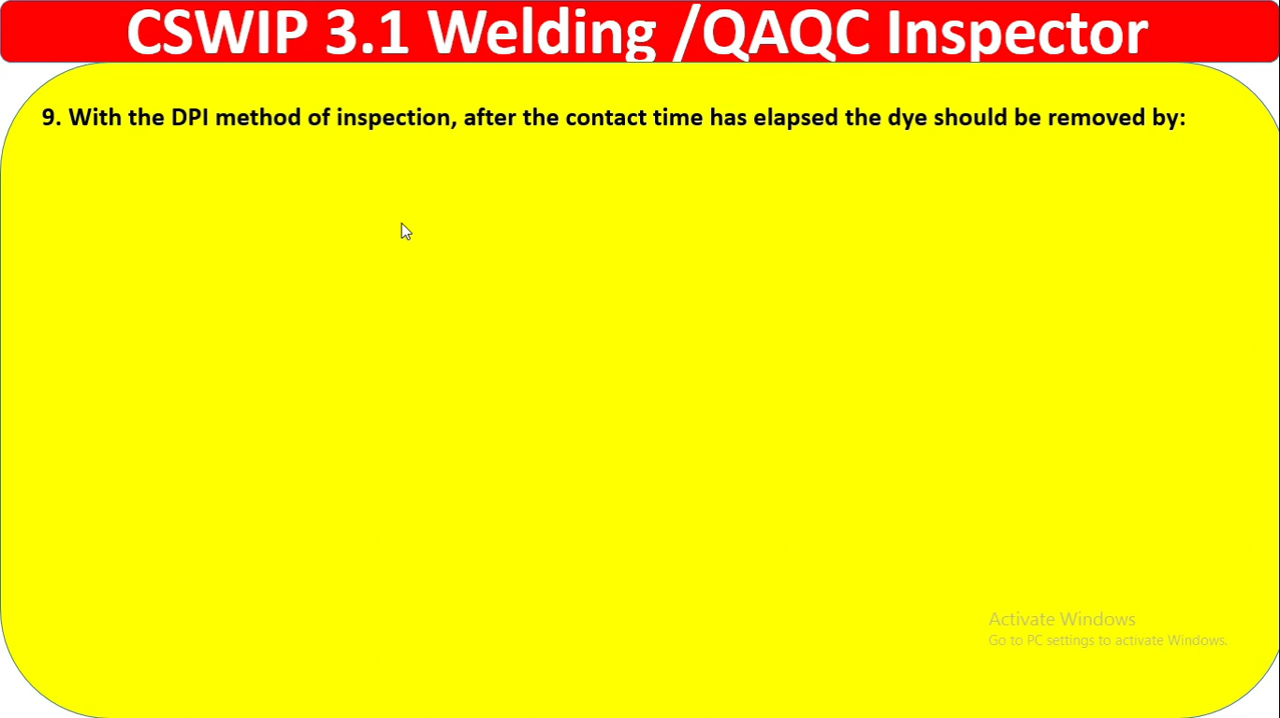 CSWIP 3.1 Welding /QAQC Inspector
9. With the DPI method of inspection, after the contact time has elapsed the dye should be removed by:
Activate Windows
Go to PC settings to activate Windows.